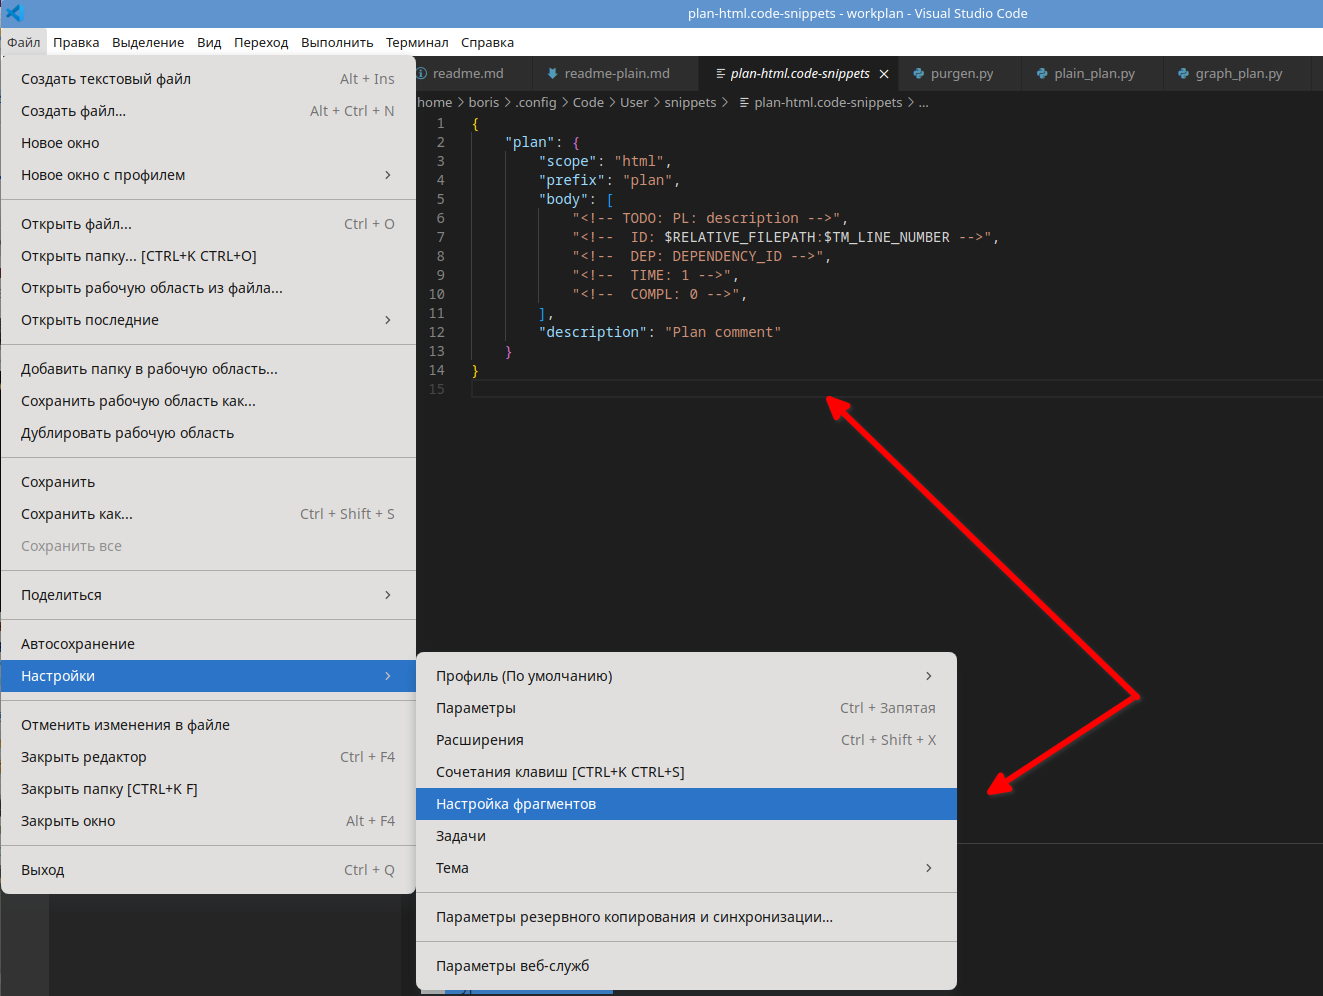 plan-html.code-snippets - workplan - Visual Studio Code
Файл Правка Выделение Вид Переход Выполнить Терминал Справка
Создать текстовый файл Alt + Ins
Создать файл... Alt + Ctrl + N
Новое окно
Новое окно с профилем
Открыть файл... Ctrl + O
Открыть папку... [CTRL+K CTRL+O]
Открыть рабочую область из файла...
Открыть последние
Добавить папку в рабочую область...
Сохранить рабочую область как...
Дублировать рабочую область
Сохранить
Сохранить как... Ctrl + Shift + S
Сохранить все
Поделиться
Автосохранение
Настройки
Отменить изменения в файле
Закрыть редактор Ctrl + F4
Закрыть папку [CTRL+K F]
Закрыть окно Alt + F4
Выход Ctrl + Q
readme.md readme-plain.md plan-html.code-snippets purgen.py plain_plan.py graph_plan.py
home > boris > .config > Code > User > snippets > plan-html.code-snippets > ...
1 {
2 "plan": {
3 "scope": "html",
4 "prefix": "plan",
5 "body": [
6 "<!-- TODO: PL: description -->",
7 "<!--  ID: $RELATIVE_FILEPATH:$TM_LINE_NUMBER -->",
8 "<!--  DEP: DEPENDENCY_ID -->",
9 "<!--  TIME: 1 -->",
10 "<!--  COMPL: 0 -->",
11 ],
12 "description": "Plan comment"
13 }
14 }
15
Профиль (По умолчанию)
Параметры Ctrl + Запятая
Расширения Ctrl + Shift + X
Сочетания клавиш [CTRL+K CTRL+S]
Настройка фрагментов
Задачи
Тема
Параметры резервного копирования и синхронизации...
Параметры веб-служб